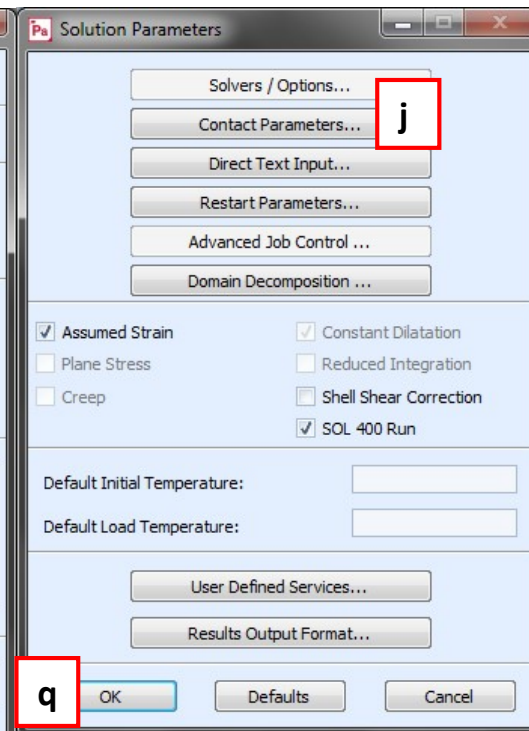 Pa Solution Parameters
Solvers / Options...
Contact Parameters... j
Direct Text Input...
Restart Parameters...
Advanced Job Control ...
Domain Decomposition ...
Assumed Strain Constant Dilatation
Plane Stress Reduced Integration
Creep Shell Shear Correction
SOL 400 Run
Default Initial Temperature:
Default Load Temperature:
User Defined Services...
Results Output Format...
q OK Defaults Cancel